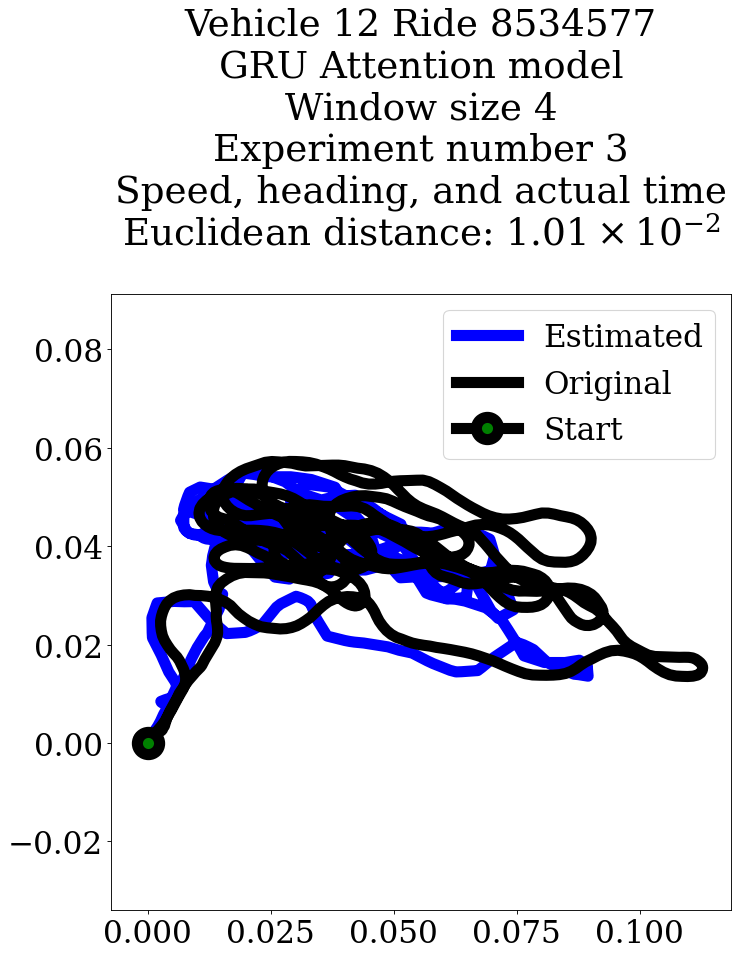 Vehicle 12 Ride 8534577
GRU Attention model
Window size 4
Experiment number 3
Speed, heading, and actual time
Euclidean distance: 1.01 × 10⁻²
Estimated
Original
Start
0.08
0.06
0.04
0.02
0.00
−0.02
0.000 0.025 0.050 0.075 0.100